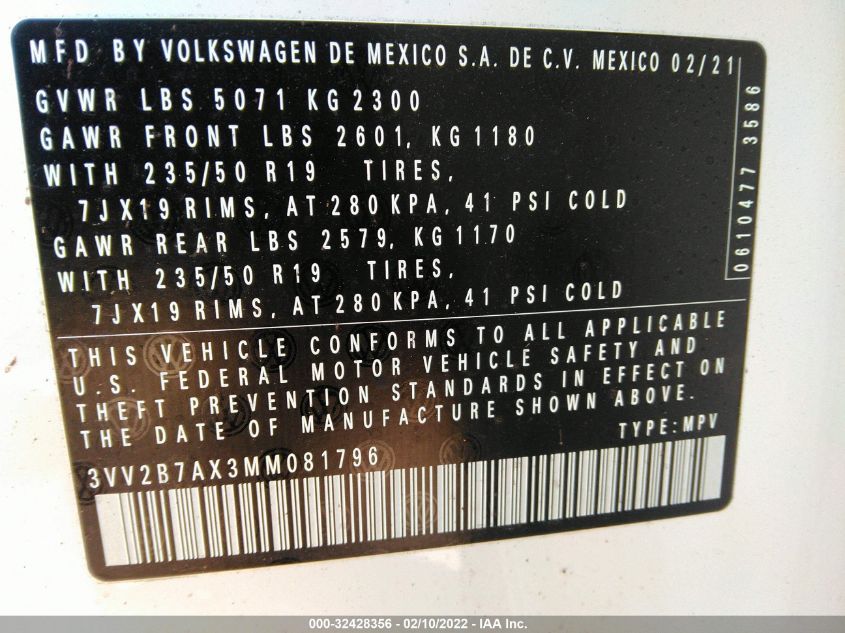 MFD BY VOLKSWAGEN DE MEXICO S.A. DE C.V. MEXICO 02/21
GVWR LBS 5071 KG 2300
GAWR FRONT LBS 2601, KG 1180
WITH 235/50 R19 TIRES,
7JX19 RIMS, AT 280 KPA, 41 PSI COLD
GAWR REAR LBS 2579, KG 1170
WITH 235/50 R19 TIRES,
7JX19 RIMS, AT 280 KPA, 41 PSI COLD
0610477 3586
THIS VEHICLE CONFORMS TO ALL APPLICABLE
U.S. FEDERAL MOTOR VEHICLE SAFETY AND
THEFT PREVENTION STANDARDS IN EFFECT ON
THE DATE OF MANUFACTURE SHOWN ABOVE.
TYPE:MPV
3VV2B7AX3MM081796
000-32428356 - 02/10/2022 - IAA Inc.